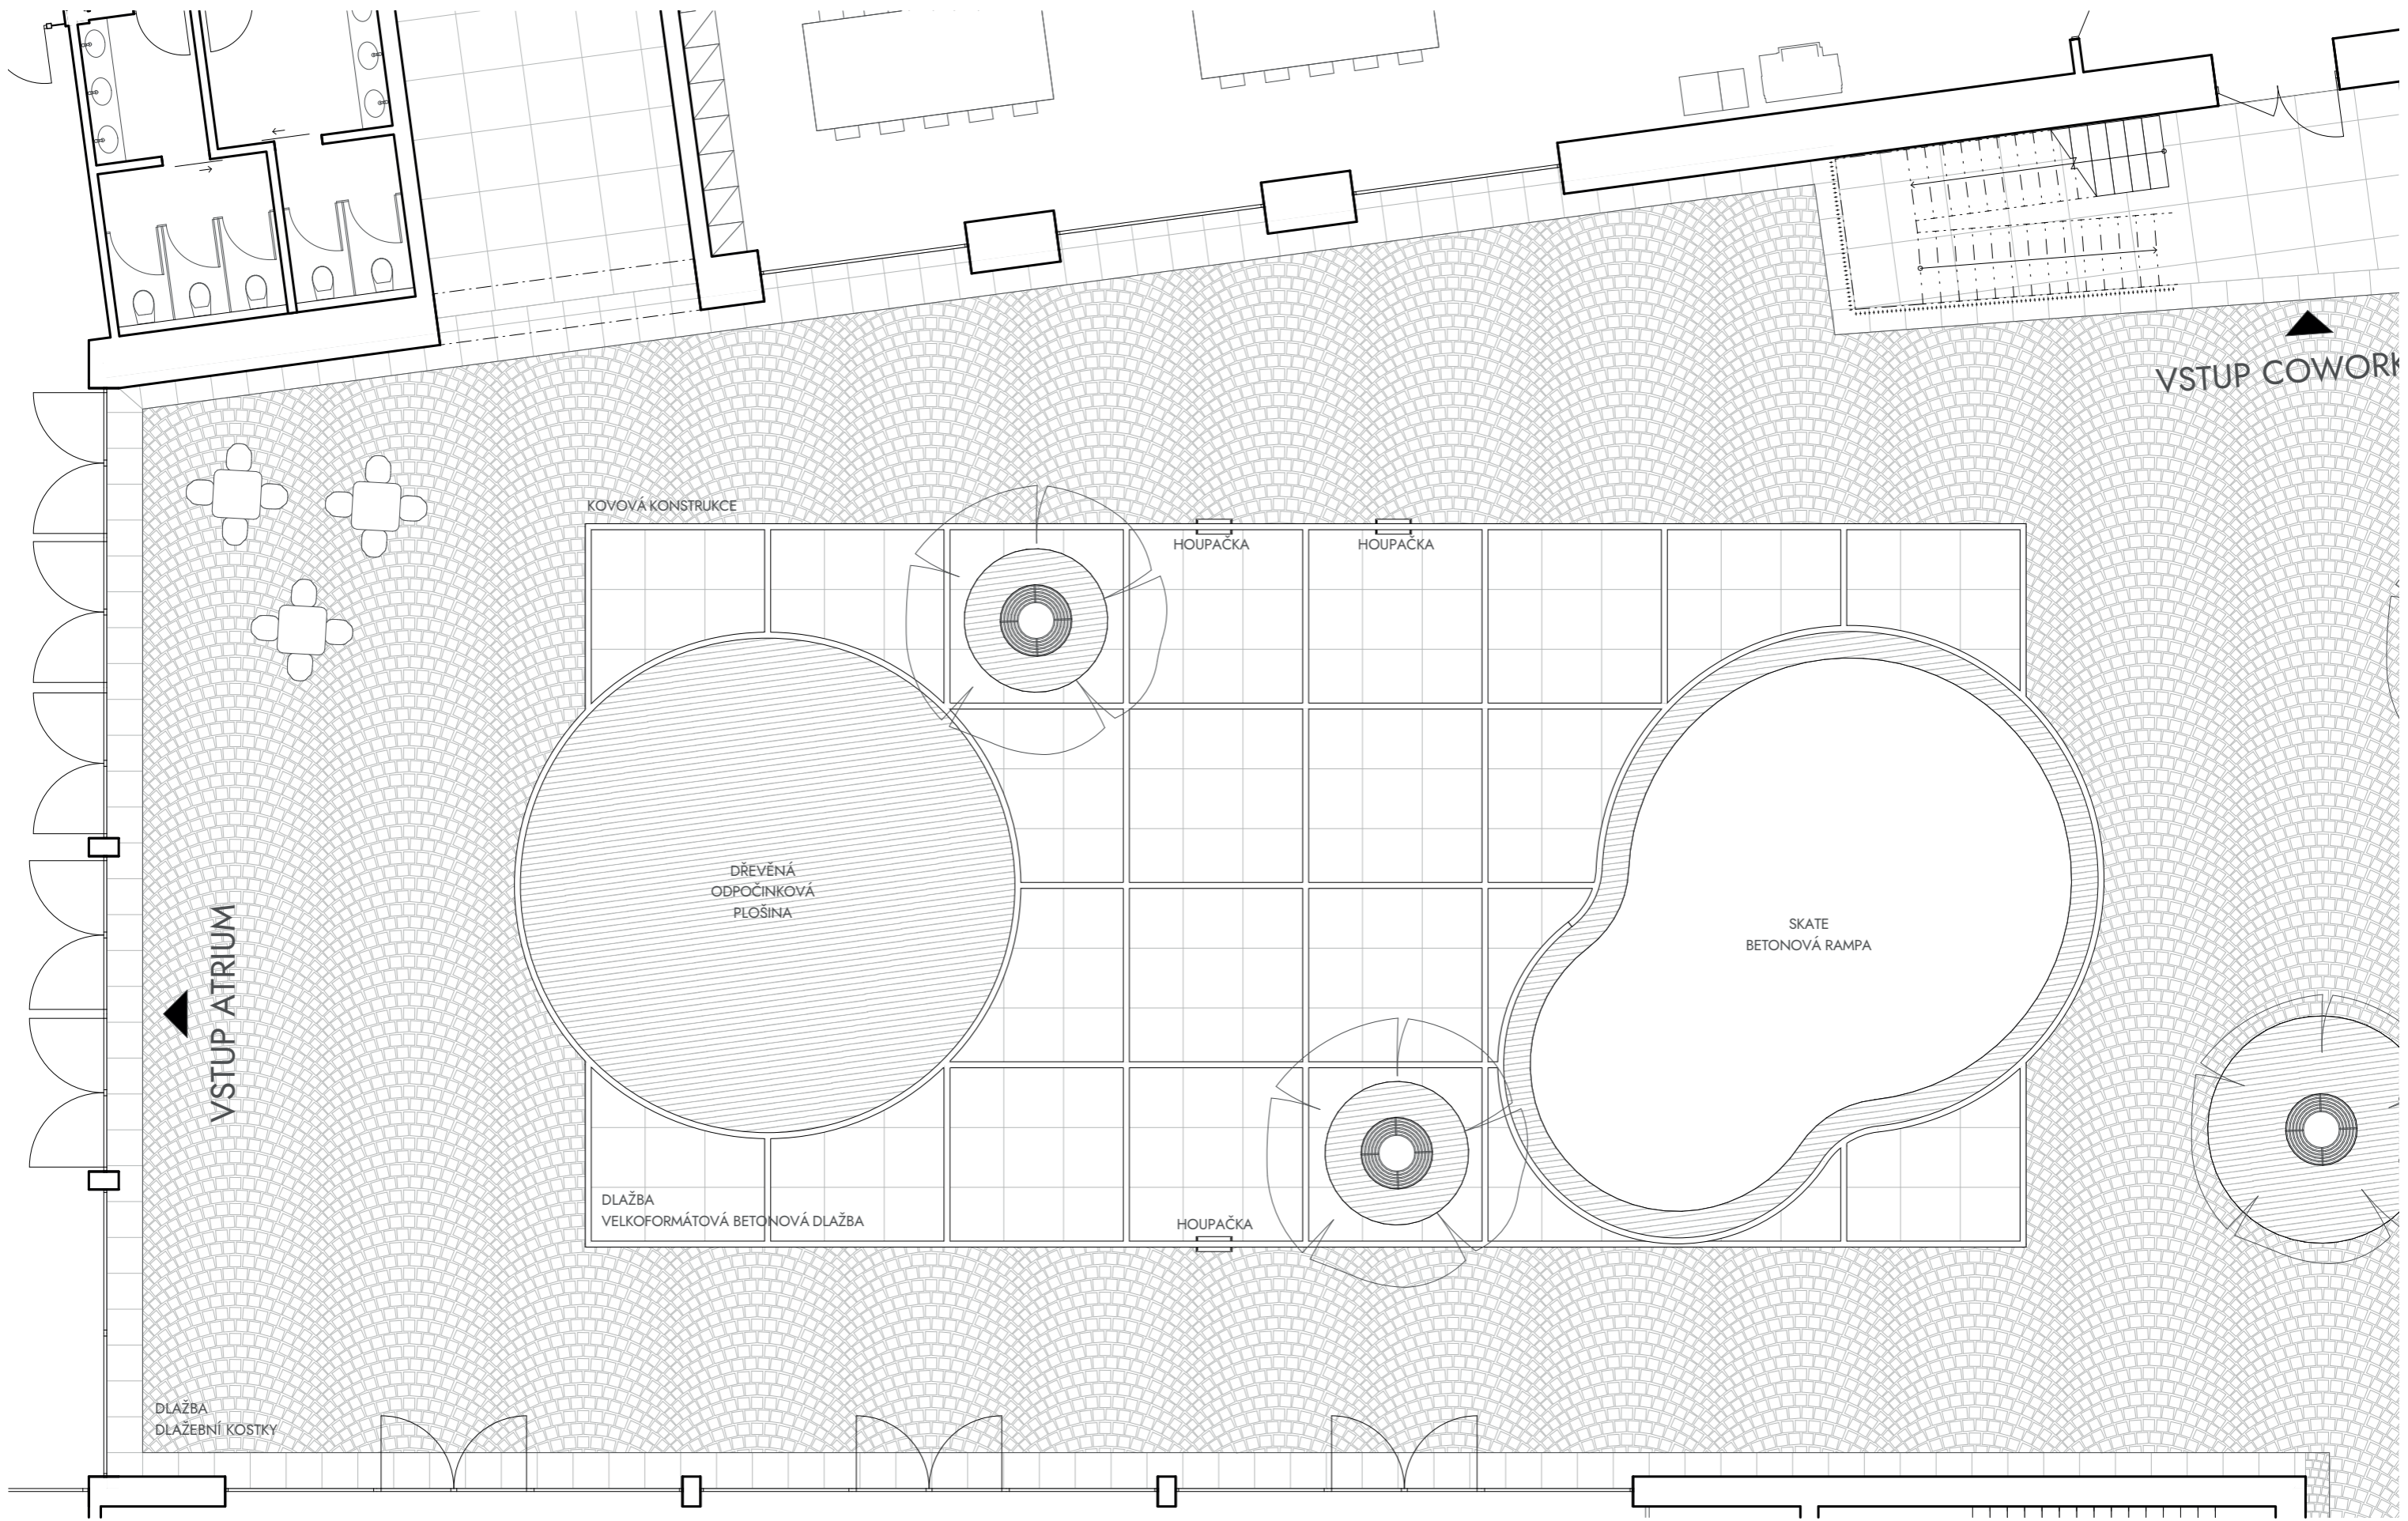 VSTUP COWORK
KOVOVÁ KONSTRUKCE
HOUPAČKA
HOUPAČKA
DŘEVĚNÁ
ODPOČINKOVÁ
PLOŠINA
SKATE
BETONOVÁ RAMPA
VSTUP ATRIUM
DLAŽBA
VELKOFORMÁTOVÁ BETONOVÁ DLAŽBA
HOUPAČKA
DLAŽBA
DLAŽEBNÍ KOSTKY